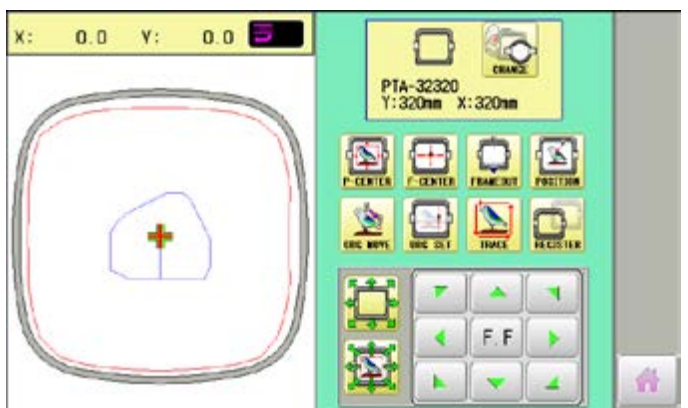 X: 0.0 Y: 0.0
CHANGE
PTA-32320
Y:320mm X:320mm
P-CENTER
F-CENTER
FRAMEOUT
POSITION
ORG MOVE
ORG SET
TRACE
REGISTER
F.F